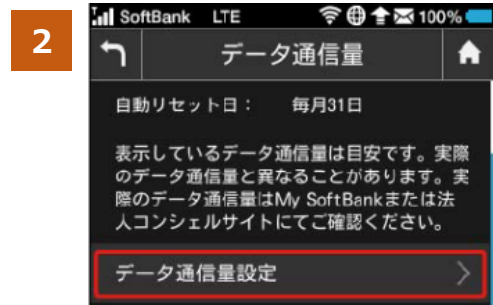 2
SoftBank LTE 100%
データ通信量
自動リセット日： 毎月31日
表示しているデータ通信量は目安です。実際
のデータ通信量と異なることがあります。実
際のデータ通信量はMy SoftBankまたは法
人コンシェルサイトにてご確認ください。
データ通信量設定